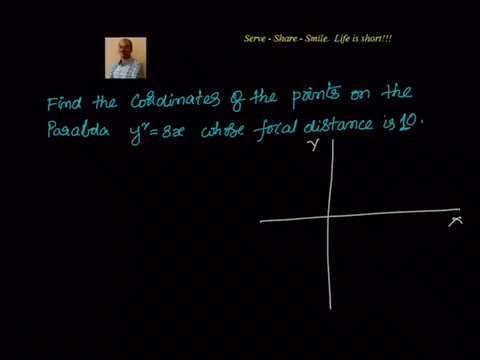 Serve - Share - Smile. Life is short!!!
Find the coordinates of the points on the
Parabola y² = 8x whose focal distance is 10.
Y
X